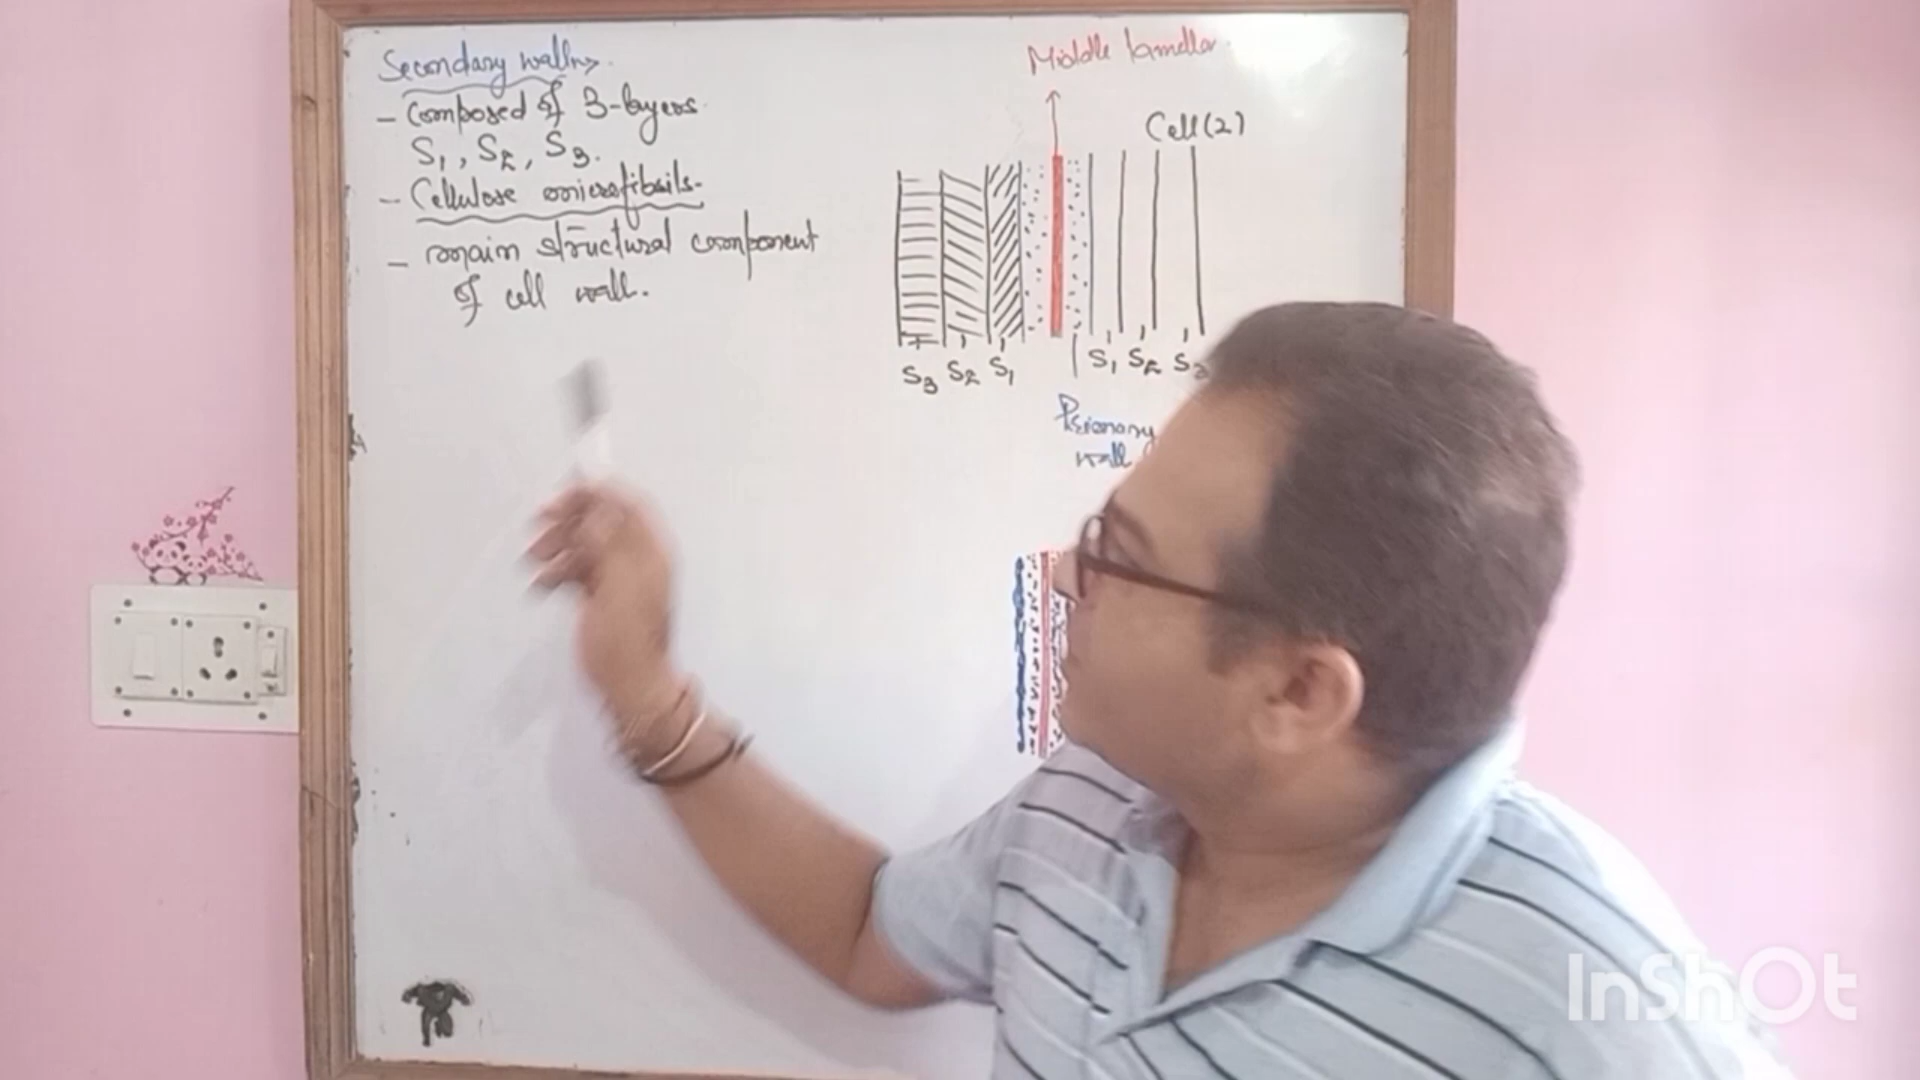 Secondary wall
- Composed of 3-layers
S1, S2, S3.
- Cellulose microfibrils-
- main structural component
of cell wall.
Middle lamella
Cell(2)
S3 S2 S1
S1 S2 S3
Primary
wall
InShOt